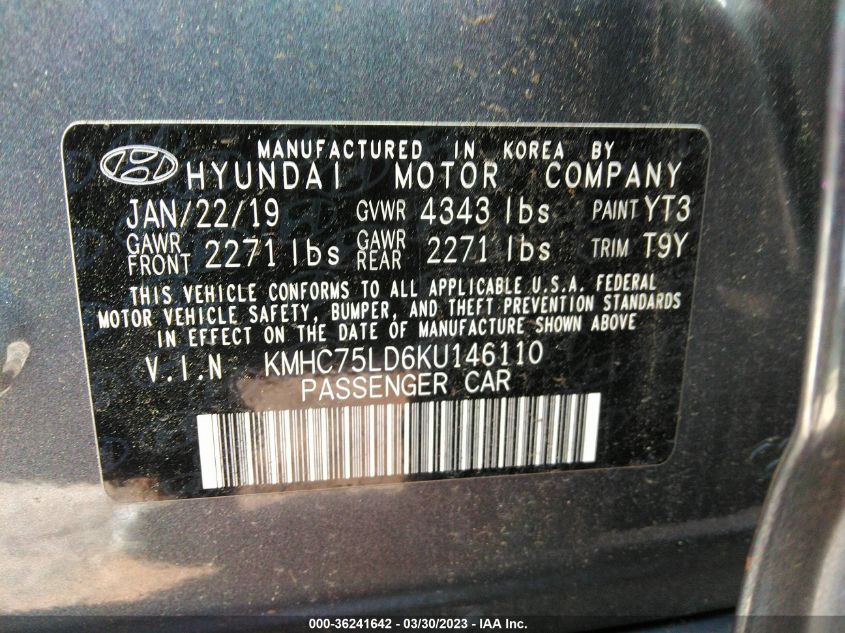 MANUFACTURED IN KOREA BY
HYUNDAI MOTOR COMPANY
JAN/22/19 GVWR 4343 lbs PAINT YT3
GAWR FRONT 2271 lbs GAWR REAR 2271 lbs TRIM T9Y
THIS VEHICLE CONFORMS TO ALL APPLICABLE U.S.A. FEDERAL
MOTOR VEHICLE SAFETY, BUMPER, AND THEFT PREVENTION STANDARDS
IN EFFECT ON THE DATE OF MANUFACTURE SHOWN ABOVE.
V.I.N KMHC75LD6KU146110
PASSENGER CAR
000-36241642 - 03/30/2023 - IAA Inc.